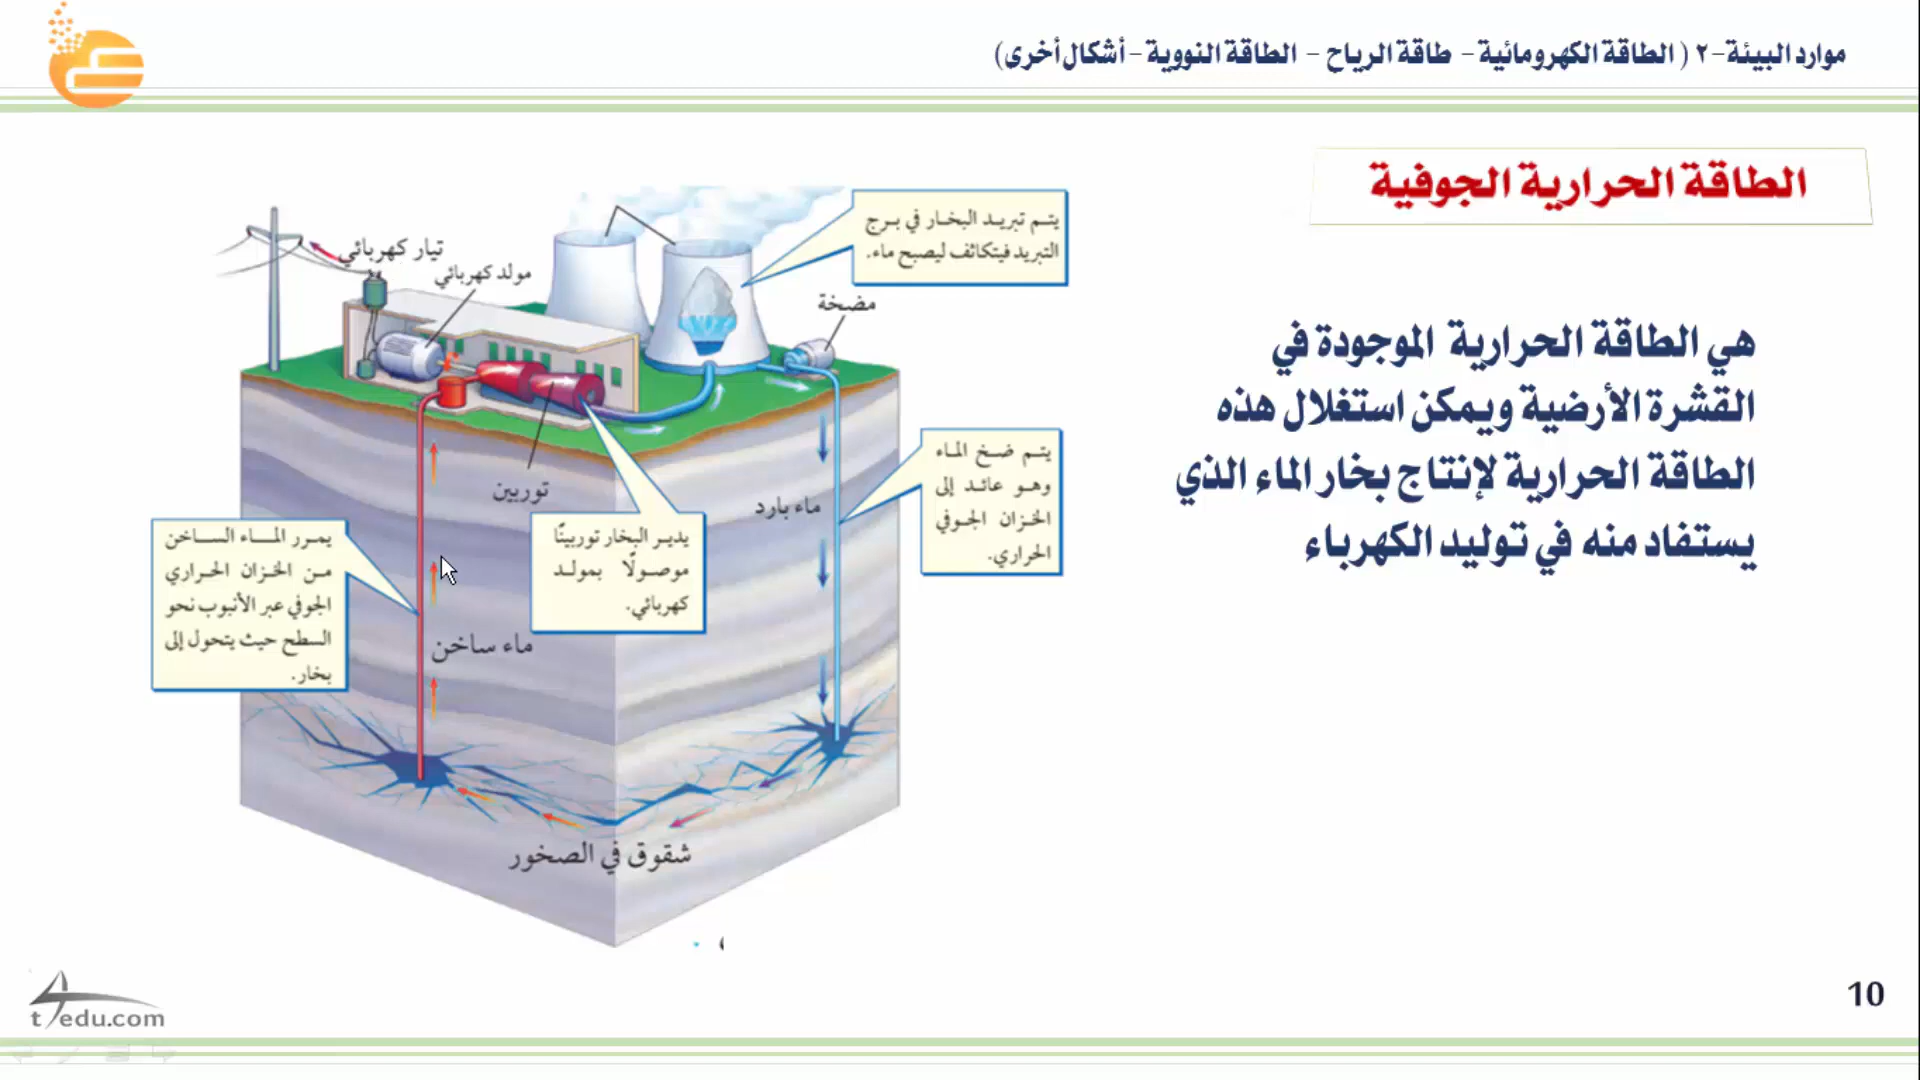 موارد البيئة-٢ ( الطاقة الكهرومائية- طاقة الرياح - الطاقة النووية- أشكال أخرى)
الطاقة الحرارية الجوفية
هي الطاقة الحرارية الموجودة في
القشرة الأرضية ويمكن استغلال هذه
الطاقة الحرارية لإنتاج بخار الماء الذي
يستفاد منه في توليد الكهرباء
يتم تبريد البخار في برج
التبريد فيتكاثف ليصبح ماء.
تيار كهربائي
مولد كهربائي
مضخة
يتم ضخ الماء
وهو عائد إلى
الخزان الجوفي
الحراري.
ماء بارد
توربين
يدير البخار توربينًا
موصولًا بمولد
كهربائي.
يمرر الماء الساخن
من الخزان الحراري
الجوفي عبر الأنبوب نحو
السطح حيث يتحول إلى
بخار.
ماء ساخن
شقوق في الصخور
10